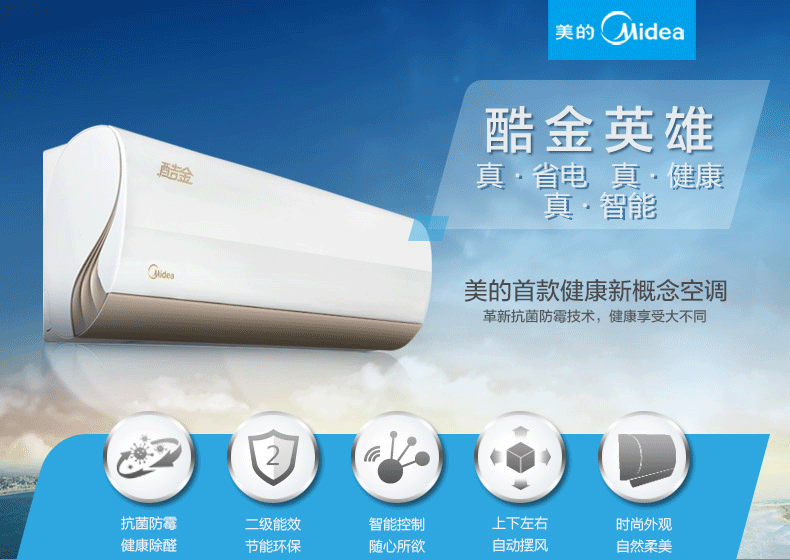 美的 Midea
酷金英雄
真·省电 真·健康
真·智能
酷金
Midea
美的首款健康新概念空调
革新抗菌防霉技术，健康享受大不同
2
抗菌防霉
健康除醛
二级能效
节能环保
智能控制
随心所欲
上下左右
自动摆风
时尚外观
自然柔美